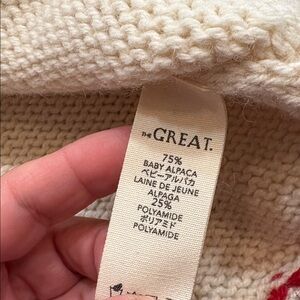 THE GREAT.
75%
BABY ALPACA
ベビーアルパカ
LAINE DE JEUNE
ALPAGA
25%
POLYAMIDE
ポリアミド
POLYAMIDE